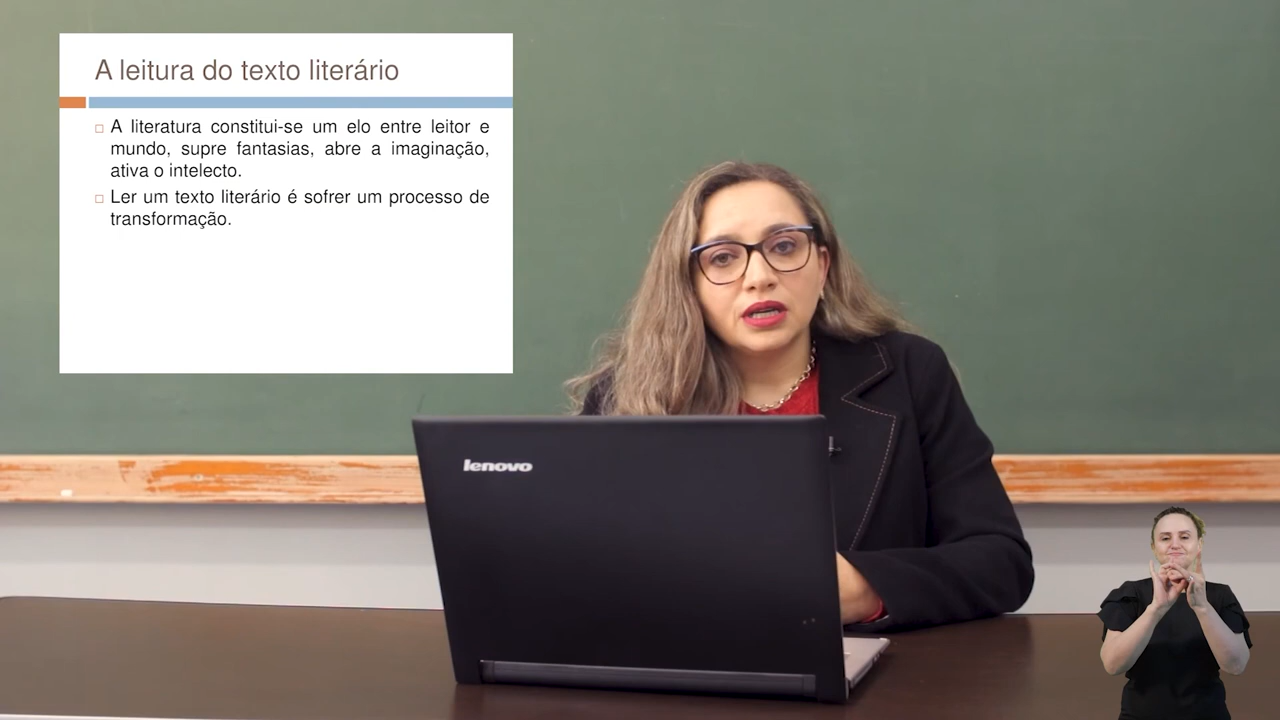 A leitura do texto literário
A literatura constitui-se um elo entre leitor e
mundo, supre fantasias, abre a imaginação,
ativa o intelecto.
Ler um texto literário é sofrer um processo de
transformação.
lenovo